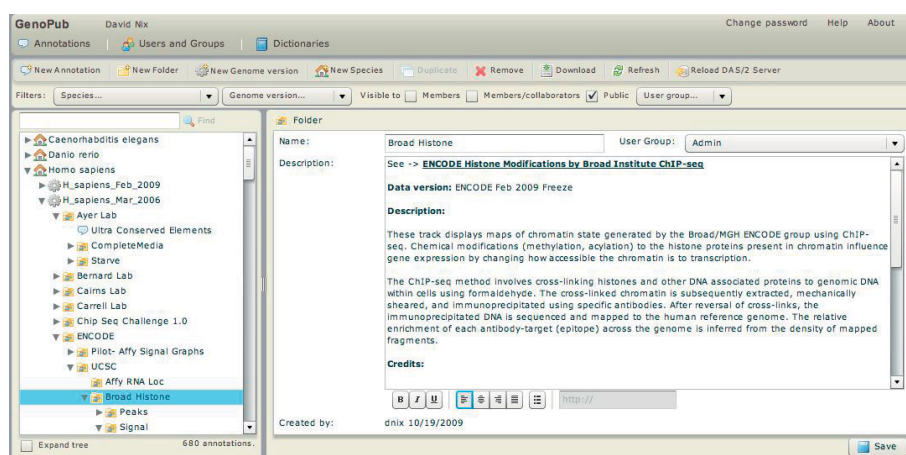 GenoPub David Nix Change password Help About
Annotations Users and Groups Dictionaries
New Annotation New Folder New Genome version New Species Duplicate Remove Download Refresh Reload DAS/2 Server
Filters: Species... Genome version... Visible to Members Members/collaborators Public User group...
Find
Caenorhabditis elegans
Danio rerio
Homo sapiens
H_sapiens_Feb_2009
H_sapiens_Mar_2006
Ayer Lab
Ultra Conserved Elements
CompleteMedia
Starve
Bernard Lab
Cairns Lab
Carrell Lab
Chip Seq Challenge 1.0
ENCODE
Pilot- Affy Signal Graphs
UCSC
Affy RNA Loc
Broad Histone
Peaks
Signal
Expand tree 680 annotations.
Folder
Name: Broad Histone User Group: Admin
Description: See -> ENCODE Histone Modifications by Broad Institute ChIP-seq
Data version: ENCODE Feb 2009 Freeze
Description:
These track displays maps of chromatin state generated by the Broad/MGH ENCODE group using ChIP-
seq. Chemical modifications (methylation, acylation) to the histone proteins present in chromatin influence
gene expression by changing how accessible the chromatin is to transcription.
The ChIP-seq method involves cross-linking histones and other DNA associated proteins to genomic DNA
within cells using formaldehyde. The cross-linked chromatin is subsequently extracted, mechanically
sheared, and immunoprecipitated using specific antibodies. After reversal of cross-links, the
immunoprecipitated DNA is sequenced and mapped to the human reference genome. The relative
enrichment of each antibody-target (epitope) across the genome is inferred from the density of mapped
fragments.
Credits:
B I U http://
Created by: dnix 10/19/2009
Save